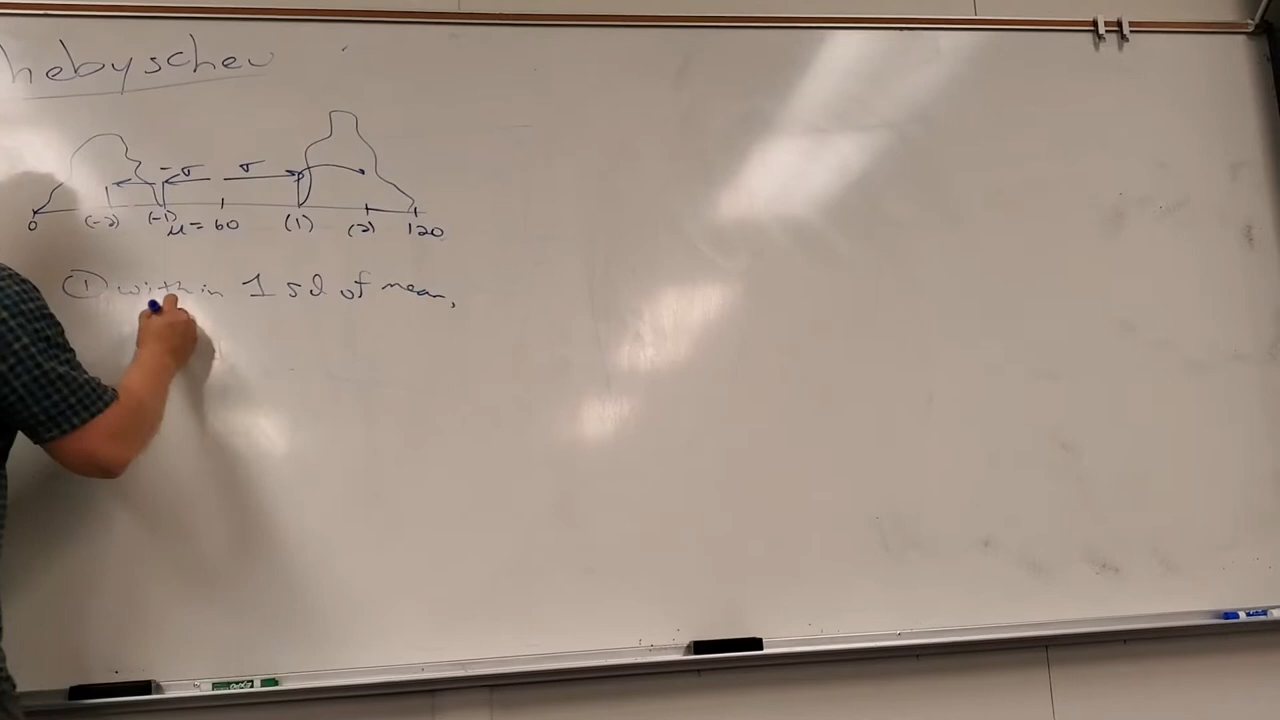 hebyschev
-σ σ
0 (-2) (-1) μ = 60 (1) (2) 120
① within 1 sd of mean,